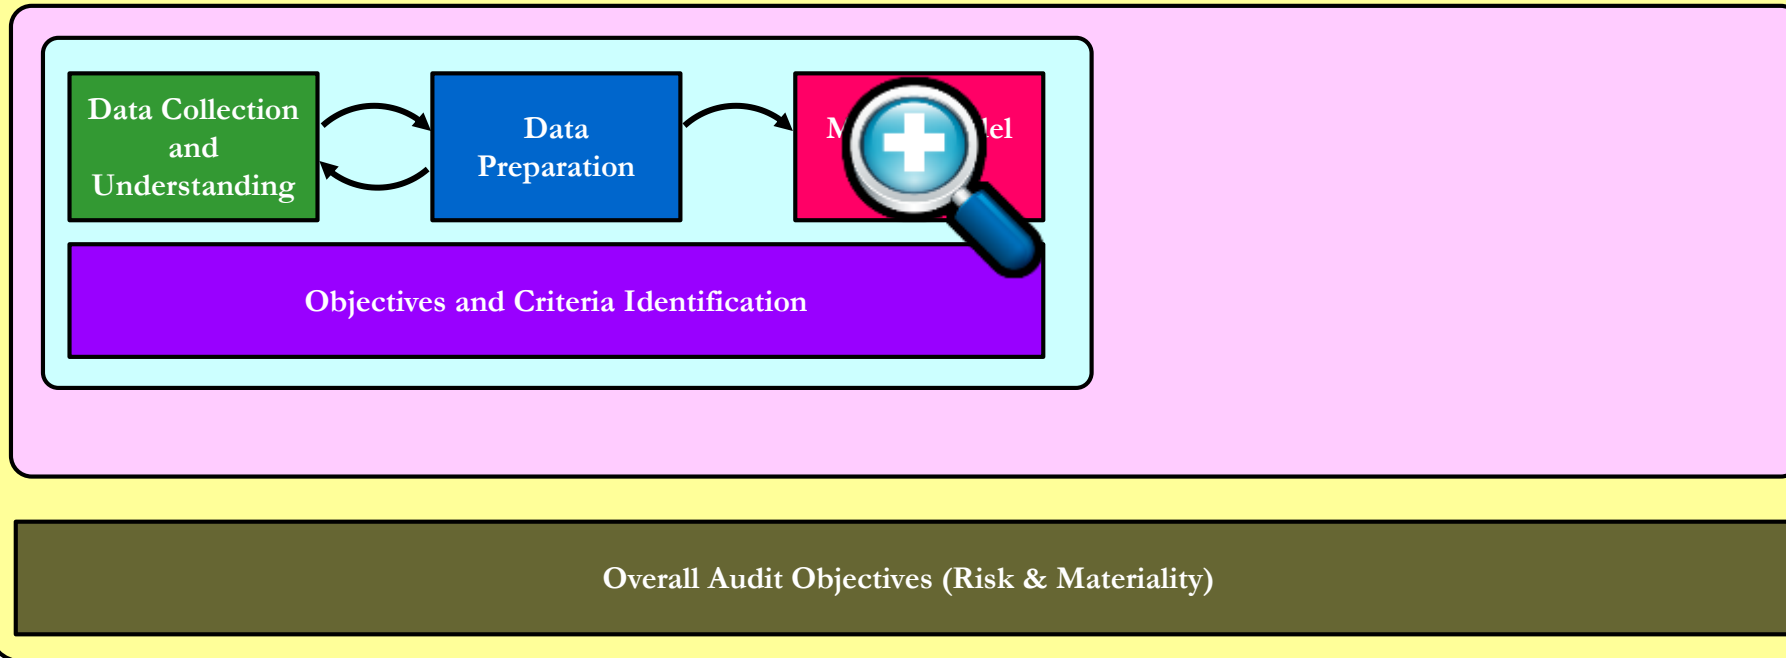 Data Collection
and
Understanding
Data
Preparation
Objectives and Criteria Identification
Overall Audit Objectives (Risk & Materiality)